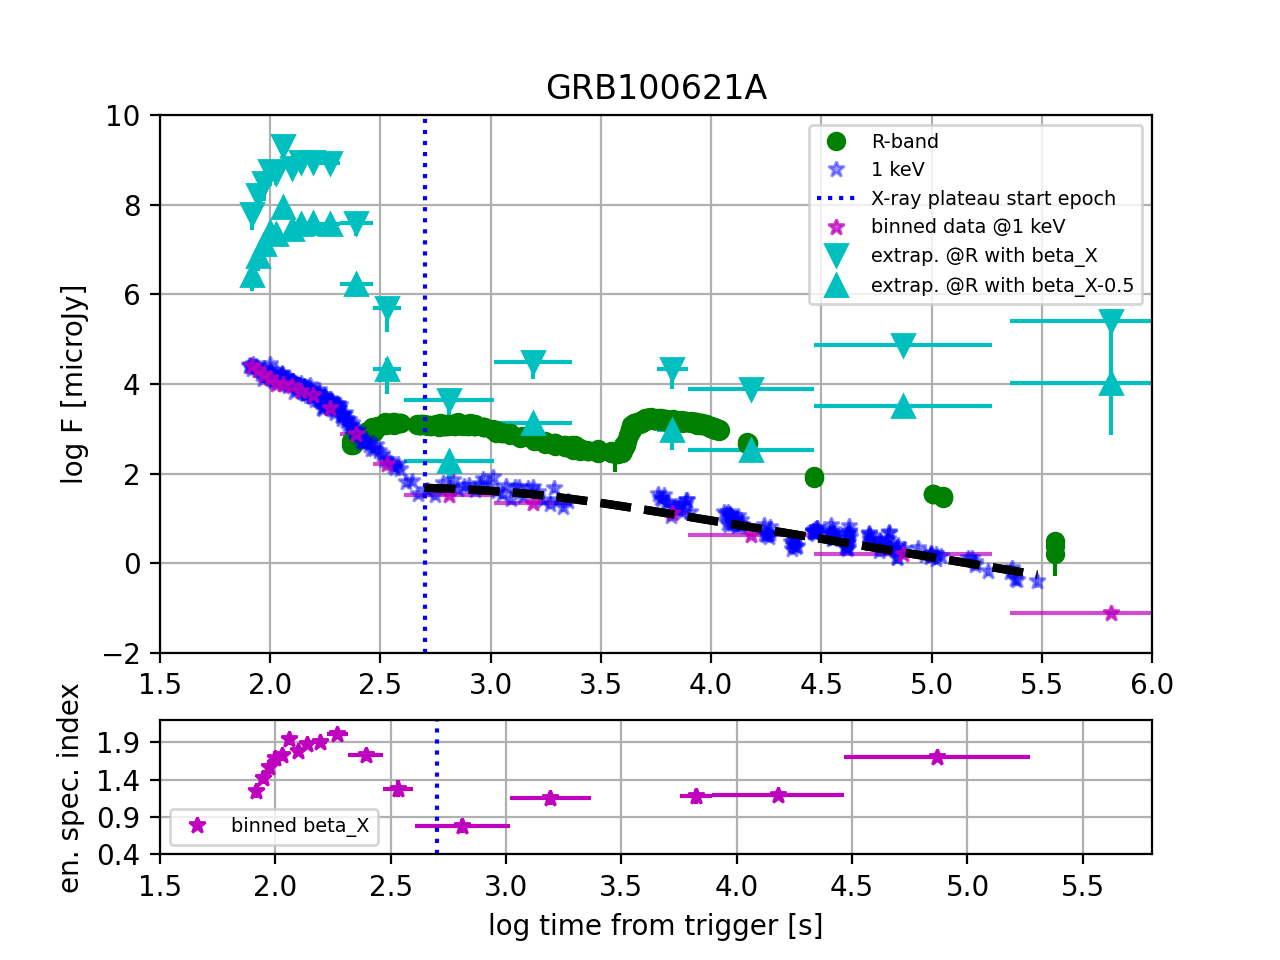 GRB100621A
log F [microJy]
10
8
6
4
2
0
−2
R-band
1 keV
X-ray plateau start epoch
binned data @1 keV
extrap. @R with beta_X
extrap. @R with beta_X-0.5
1.5 2.0 2.5 3.0 3.5 4.0 4.5 5.0 5.5 6.0
en. spec. index
1.9
1.4
0.9
0.4
binned beta_X
1.5 2.0 2.5 3.0 3.5 4.0 4.5 5.0 5.5
log time from trigger [s]